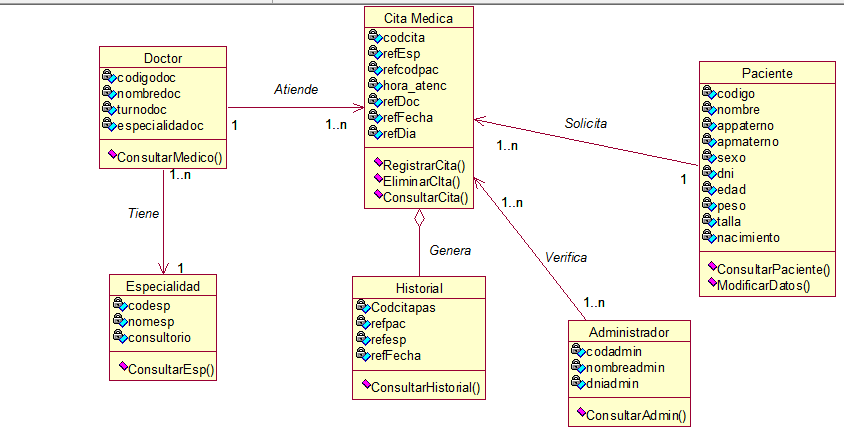 Cita Medica
codcita
refEsp
refcodpac
hora_atenc
refDoc
refFecha
refDia
RegistrarCita()
EliminarCIta()
ConsultarCita()
Doctor
codigodoc
nombredoc
turnodoc
especialidadoc
ConsultarMedico()
Atiende
1
1..n
Paciente
codigo
nombre
appaterno
apmaterno
sexo
dni
edad
peso
talla
nacimiento
ConsultarPaciente()
ModificarDatos()
Solicita
1..n
1
1..n
Tiene
1
Genera
Verifica
1..n
1..n
Especialidad
codesp
nomesp
consultorio
ConsultarEsp()
Historial
Codcitapas
refpac
refesp
refFecha
ConsultarHistorial()
Administrador
codadmin
nombreadmin
dniadmin
ConsultarAdmin()